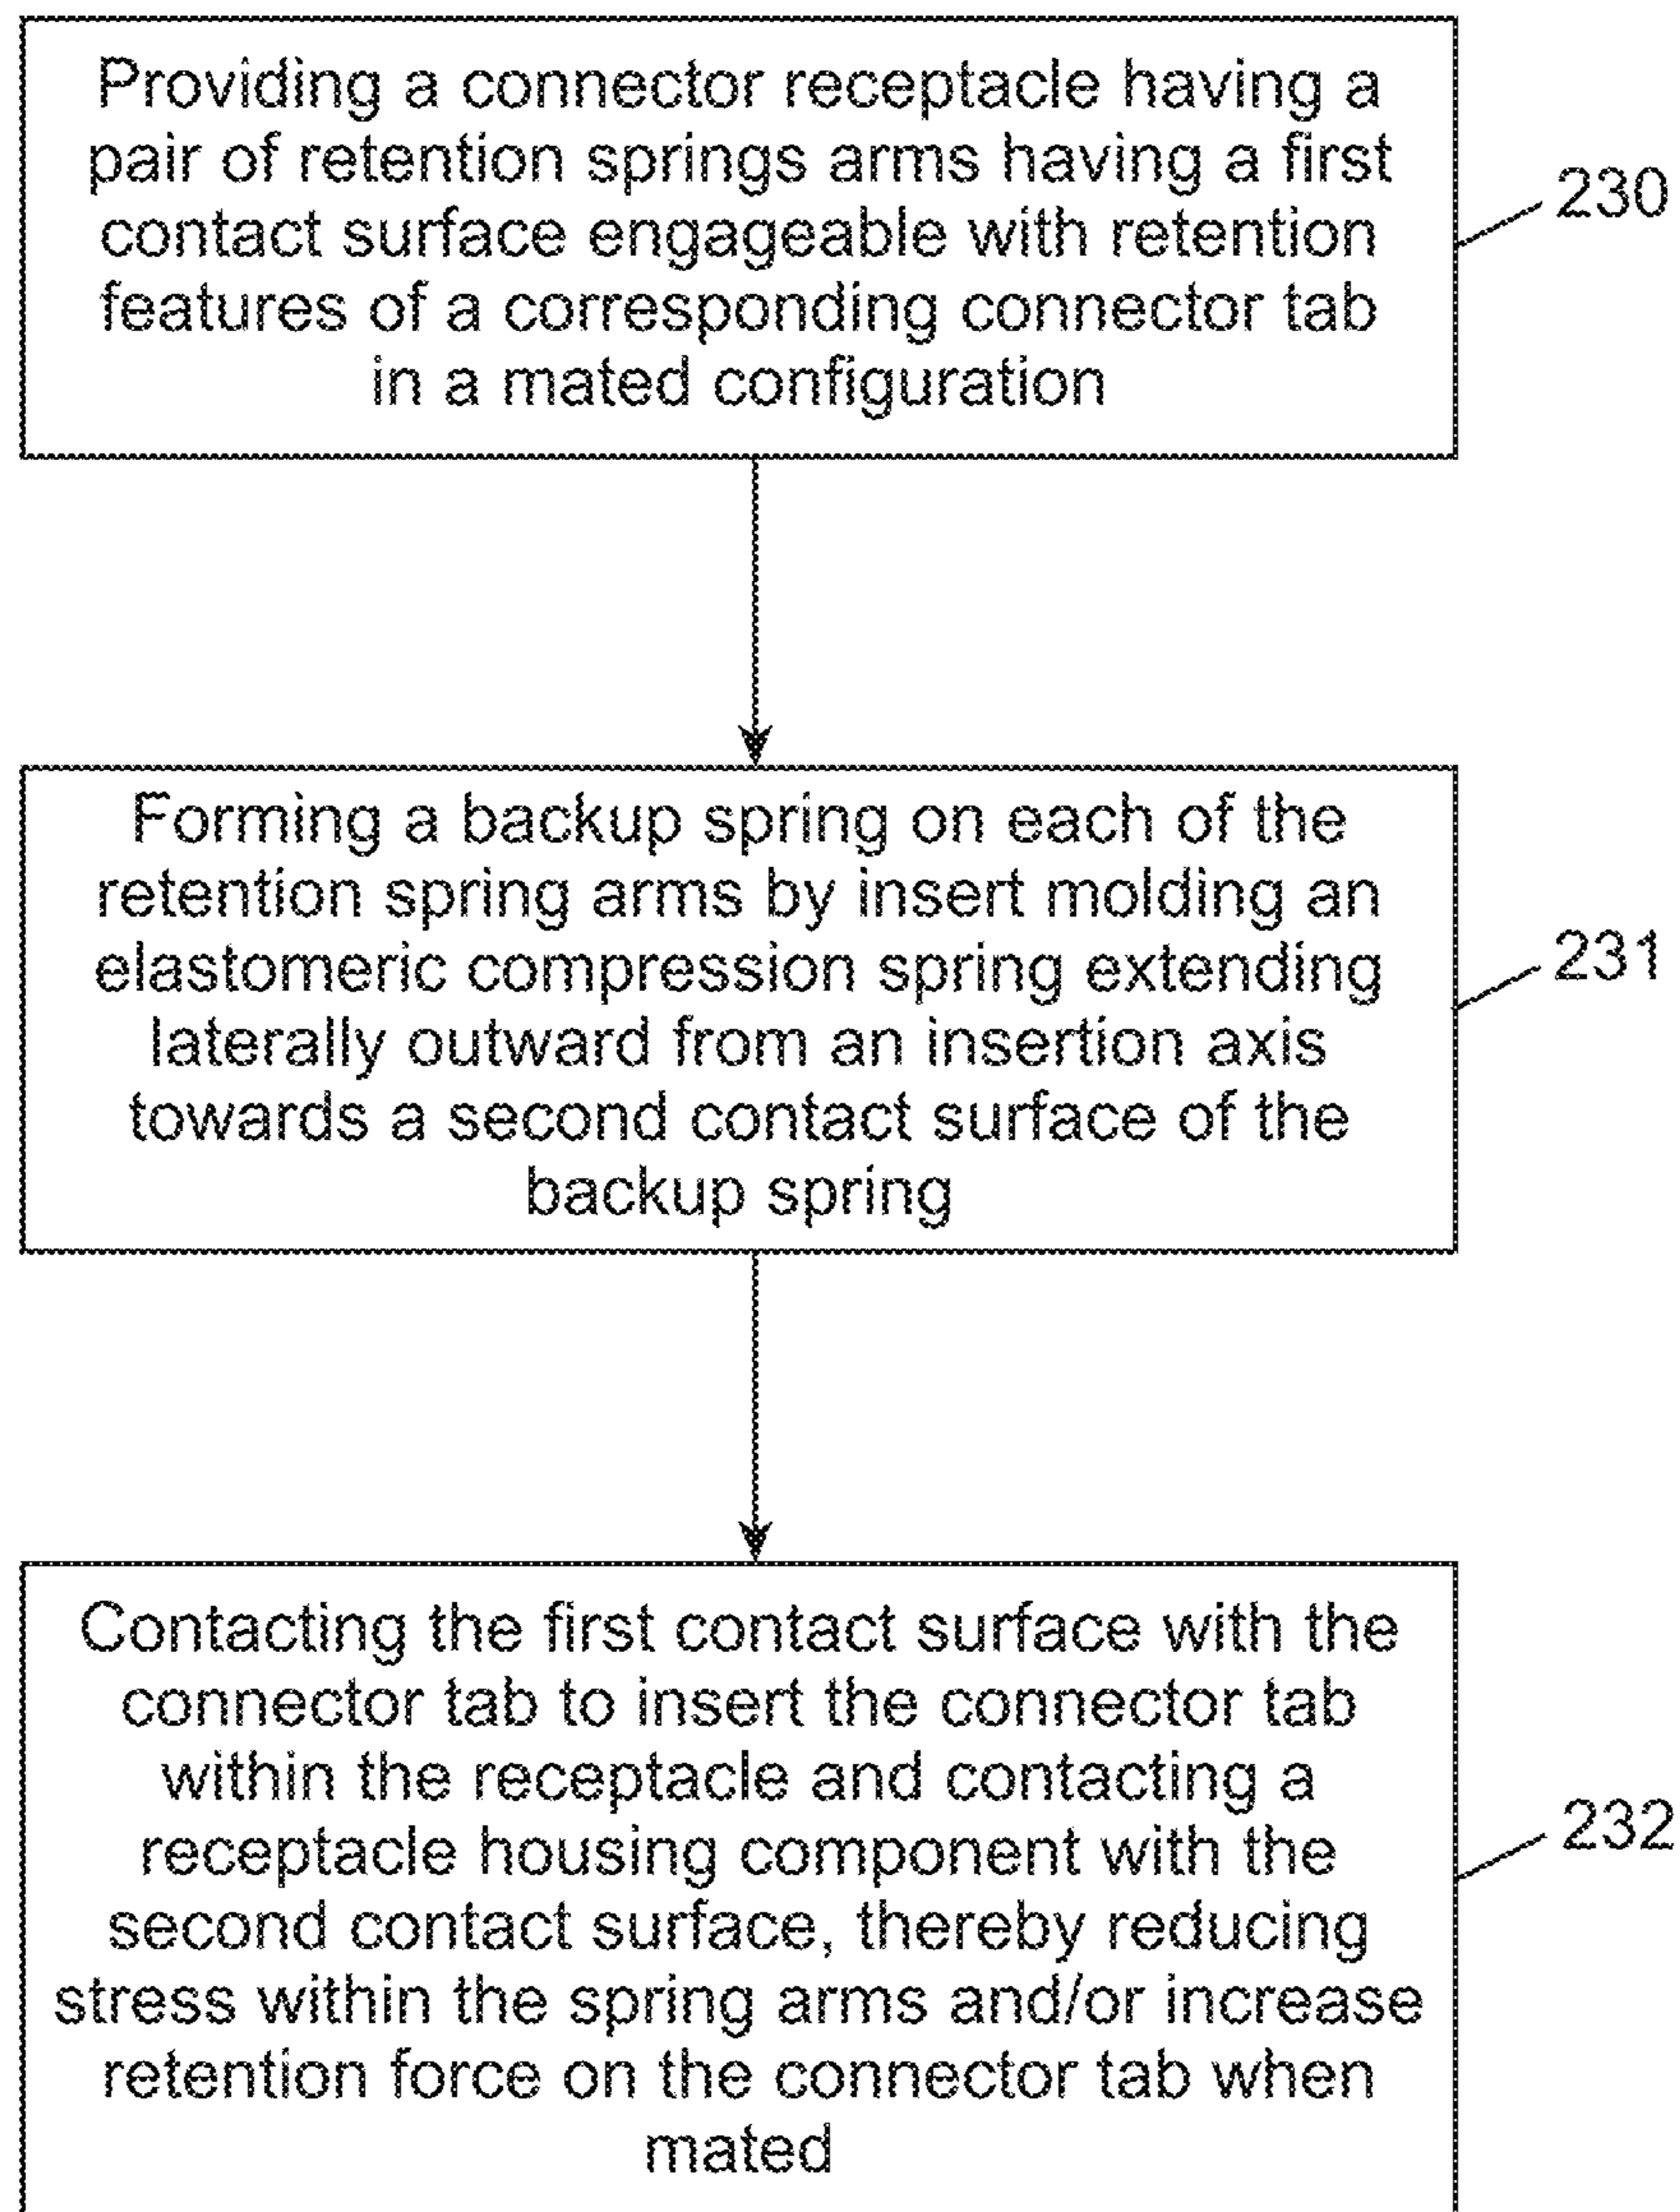 Providing a connector receptacle having a
pair of retention springs arms having a first
contact surface engageable with retention
features of a corresponding connector tab
in a mated configuration
230
Forming a backup spring on each of the
retention spring arms by insert molding an
elastomeric compression spring extending
laterally outward from an insertion axis
towards a second contact surface of the
backup spring
231
Contacting the first contact surface with the
connector tab to insert the connector tab
within the receptacle and contacting a
receptacle housing component with the
second contact surface, thereby reducing
stress within the spring arms and/or increase
retention force on the connector tab when
mated
232